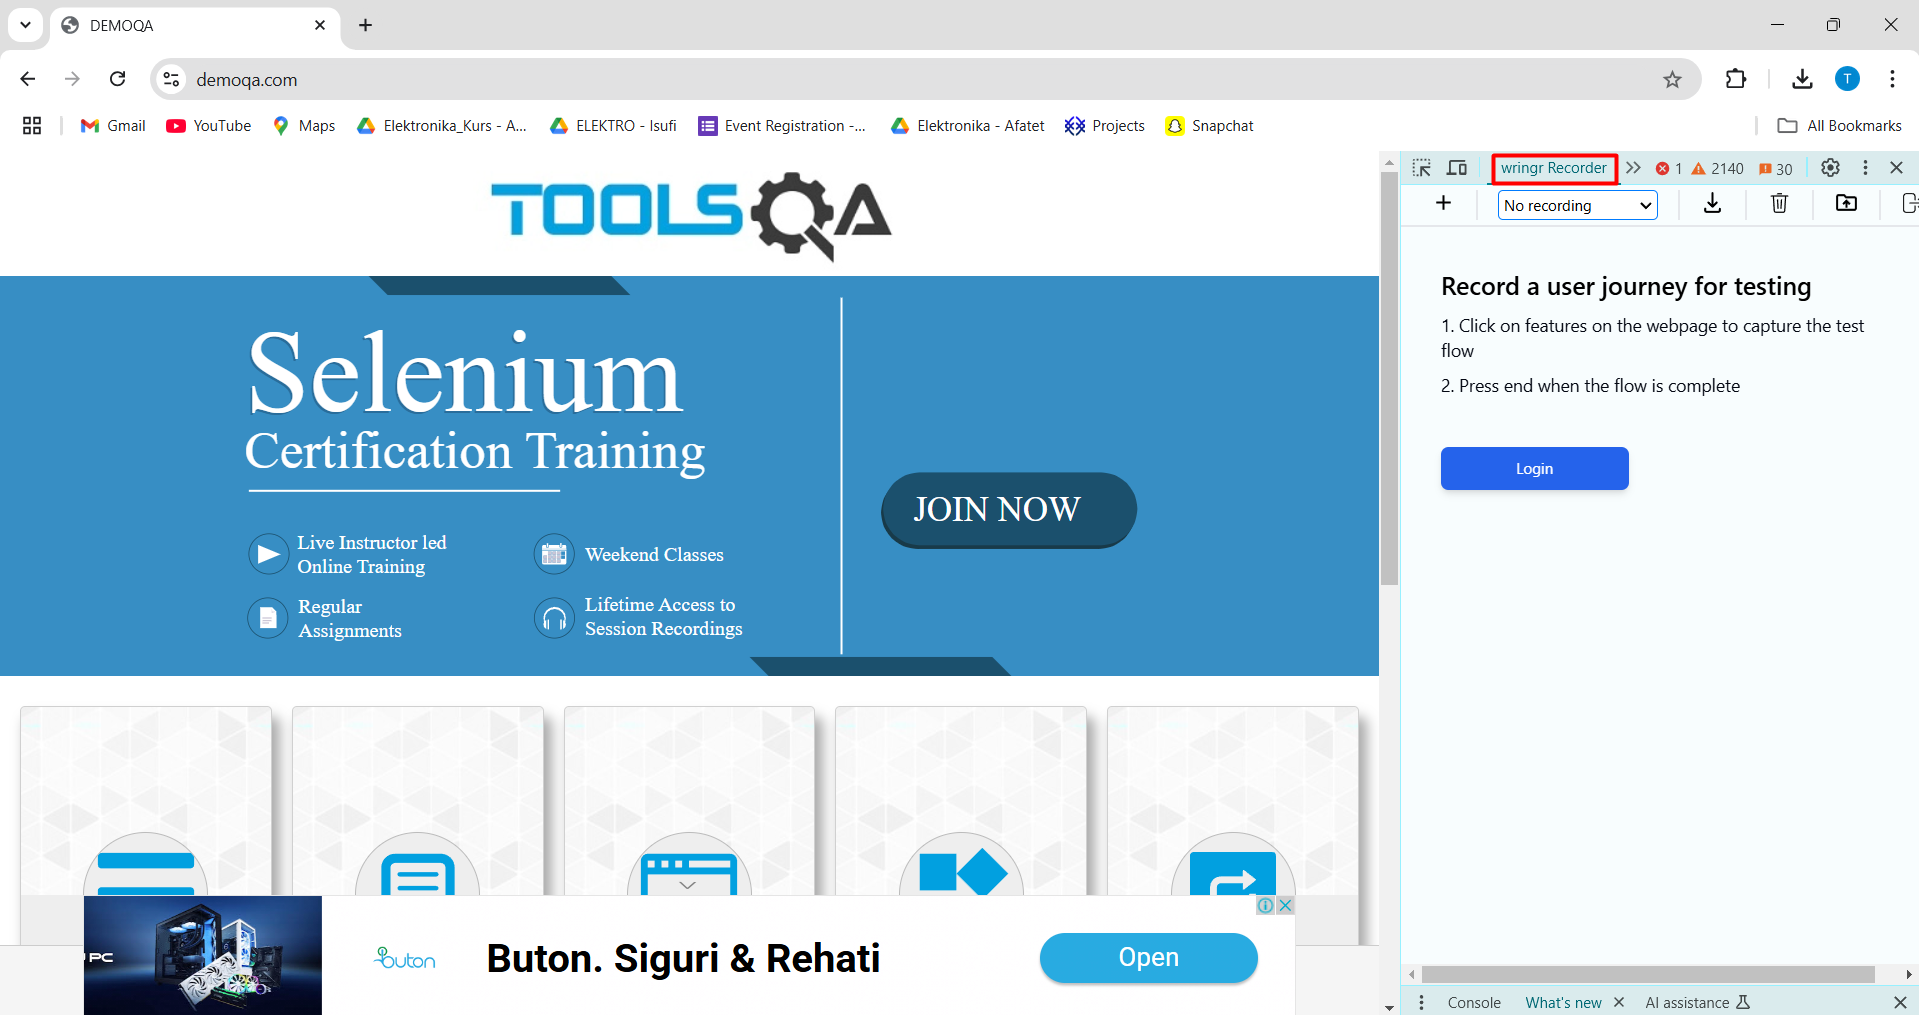 DEMOQA
demoqa.com
T
Gmail
YouTube
Maps
Elektronika_Kurs - A...
ELEKTRO - Isufi
Event Registration -...
Elektronika - Afatet
Projects
Snapchat
All Bookmarks
TOOLSQA
Selenium
Certification Training
Live Instructor led
Online Training
Weekend Classes
Regular
Assignments
Lifetime Access to
Session Recordings
JOIN NOW
PC
buton
Buton. Siguri & Rehati
Open
wringr Recorder
1
2140
30
No recording
Record a user journey for testing
1. Click on features on the webpage to capture the test
flow
2. Press end when the flow is complete
Login
Console
What's new
AI assistance